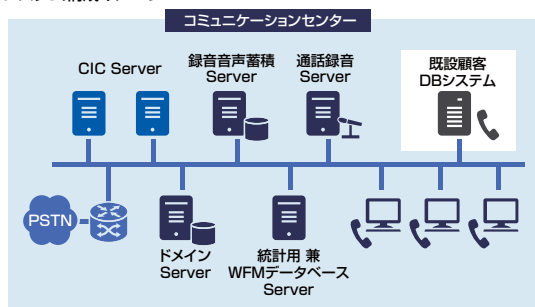 コミュニケーションセンター
CIC Server
録音音声蓄積
Server
通話録音
Server
既設顧客
DBシステム
PSTN
ドメイン
Server
統計用 兼
WFMデータベース
Server